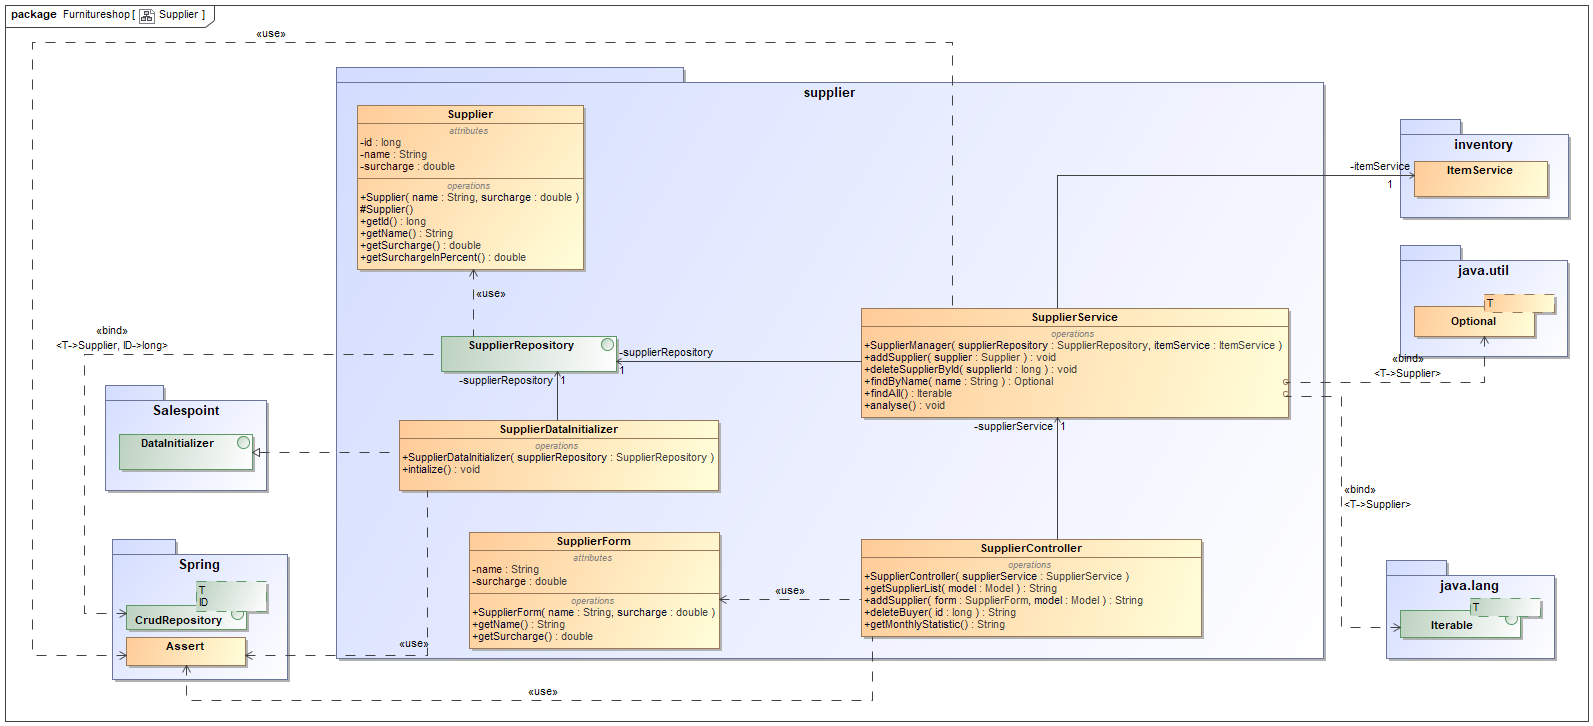 package Furnitureshop [ Supplier ]
«use»
supplier
Supplier
attributes
-id : long
-name : String
-surcharge : double
operations
+Supplier( name : String, surcharge : double )
#Supplier()
+getId() : long
+getName() : String
+getSurcharge() : double
+getSurchargeInPercent() : double
«use»
inventory
ItemService
-itemService
1
java.util
T
Optional
«bind»
<T->Supplier>
SupplierService
operations
+SupplierManager( supplierRepository : SupplierRepository, itemService : ItemService )
+addSupplier( supplier : Supplier ) : void
+deleteSupplierById( supplierId : long ) : void
+findByName( name : String ) : Optional
+findAll() : Iterable
+analyse() : void
SupplierRepository
-supplierRepository
1
-supplierRepository 1
«bind»
<T->Supplier, ID->long>
Salespoint
DataInitializer
SupplierDataInitializer
operations
+SupplierDataInitializer( supplierRepository : SupplierRepository )
+intialize() : void
-supplierService 1
«bind»
<T->Supplier>
Spring
T
ID
CrudRepository
Assert
SupplierForm
attributes
-name : String
-surcharge : double
operations
+SupplierForm( name : String, surcharge : double )
+getName() : String
+getSurcharge() : double
«use»
«use»
SupplierController
operations
+SupplierController( supplierService : SupplierService )
+getSupplierList( model : Model ) : String
+addSupplier( form : SupplierForm, model : Model ) : String
+deleteBuyer( id : long ) : String
+getMonthlyStatistic() : String
java.lang
T
Iterable
«use»